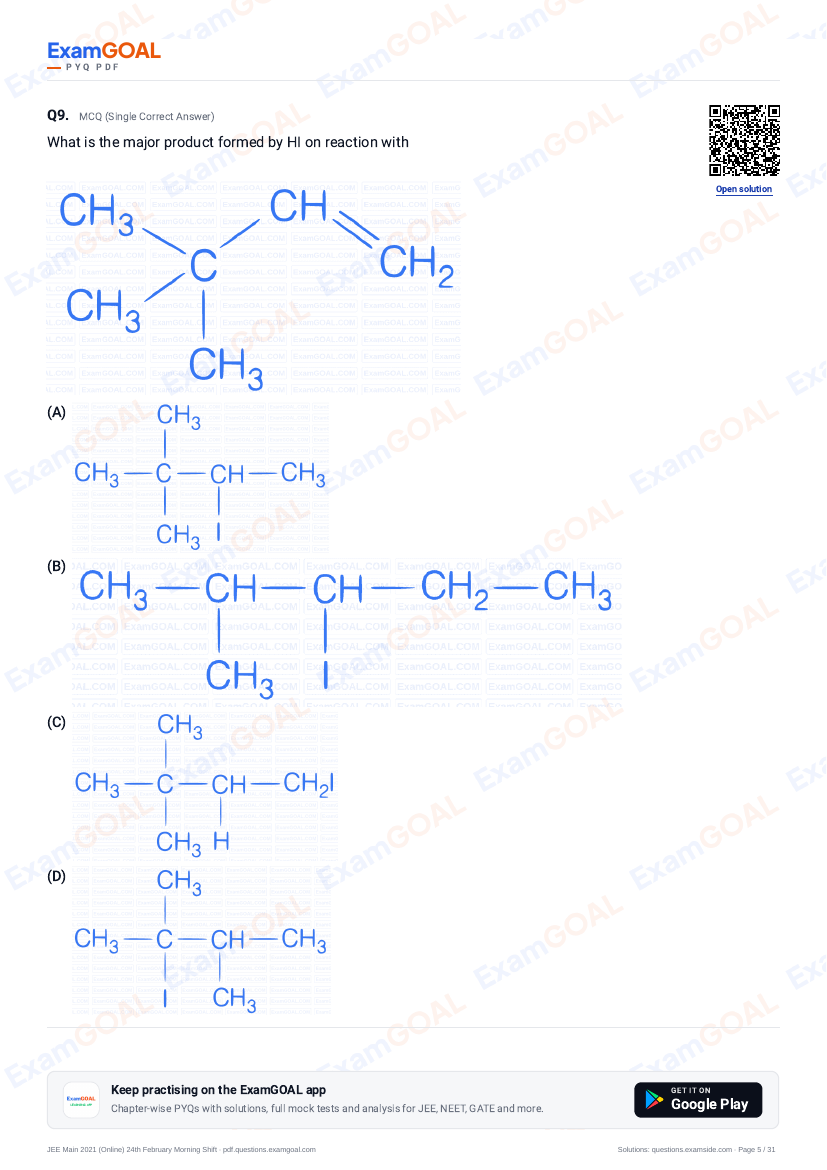 ExamGOAL
PYQ PDF
Q9. MCQ (Single Correct Answer)
What is the major product formed by HI on reaction with
Open solution
CH3
CH
C
CH2
CH3
CH3
(A)
CH3
CH3 — C — CH — CH3
CH3 I
(B)
CH3 — CH — CH — CH2 — CH3
CH3 I
(C)
CH3
CH3 — C — CH — CH2I
CH3 H
(D)
CH3
CH3 — C — CH — CH3
I CH3
Keep practising on the ExamGOAL app
Chapter-wise PYQs with solutions, full mock tests and analysis for JEE, NEET, GATE and more.
GET IT ON
Google Play
JEE Main 2021 (Online) 24th February Morning Shift · pdf.questions.examgoal.com
Solutions: questions.examside.com · Page 5 / 31